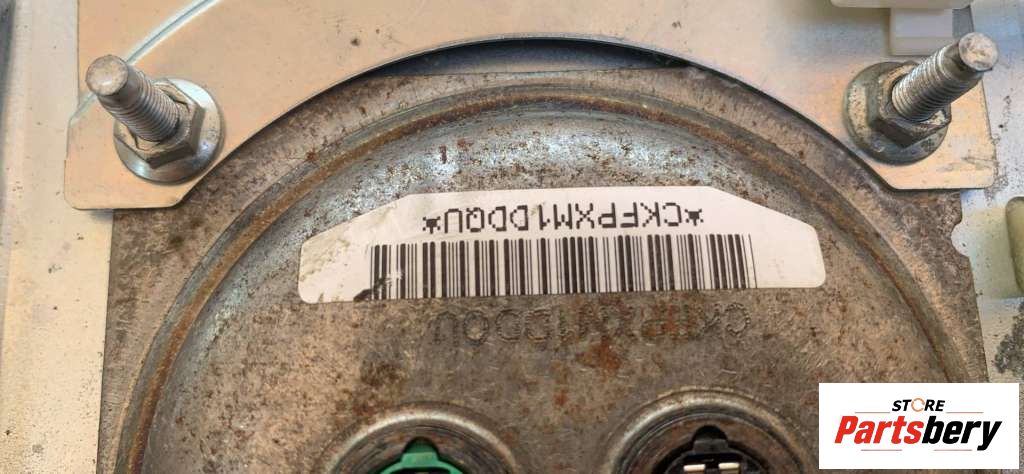 *CKFPXM1DDQU*
CKFPXM1DDQU
STORE
Partsbery